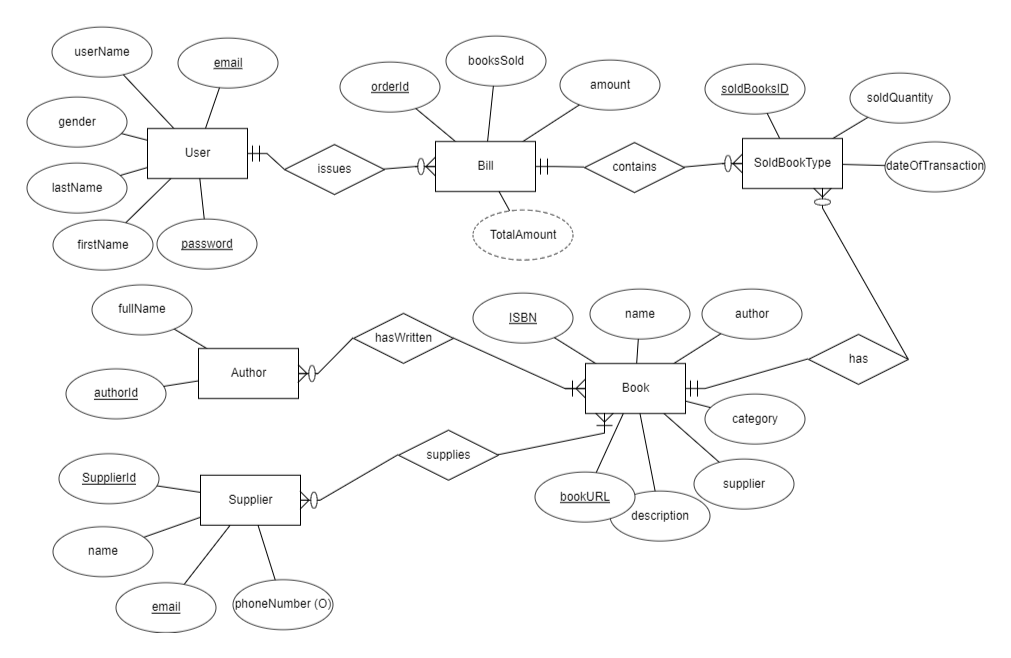 userName
email
gender
User
lastName
firstName
password
issues
orderId
booksSold
amount
Bill
TotalAmount
contains
soldBooksID
soldQuantity
SoldBookType
dateOfTransaction
fullName
Author
authorId
hasWritten
ISBN
name
author
Book
has
category
supplier
description
bookURL
supplies
SupplierId
Supplier
name
email
phoneNumber (O)